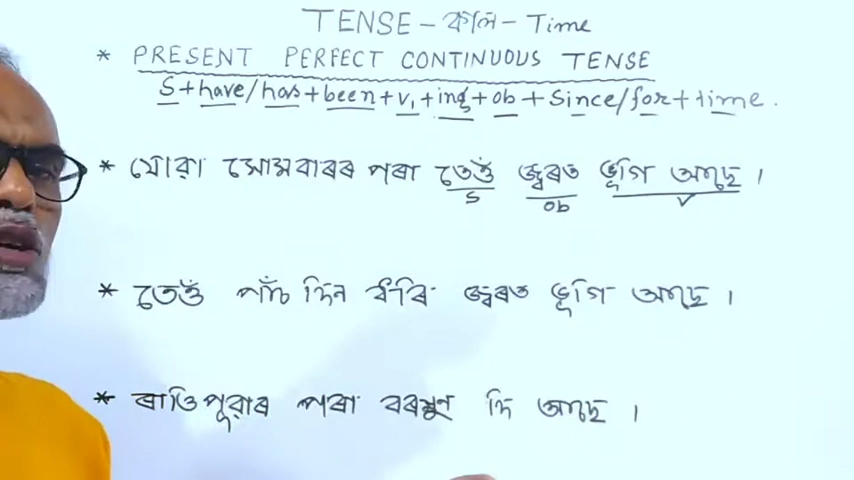 TENSE - কাল - Time
* PRESENT PERFECT CONTINUOUS TENSE
S + have/has + been + v₁ + ing + ob + Since/for + time.
* যোৱা সোমবাৰৰ পৰা তেওঁ জ্বৰত ভূগি আছে।
S ob v
* তেওঁ পাঁচ দিন ধৰি জ্বৰত ভূগি আছে।
* ৰাতিপুৱাৰ পৰা বৰষুণ দি আছে।